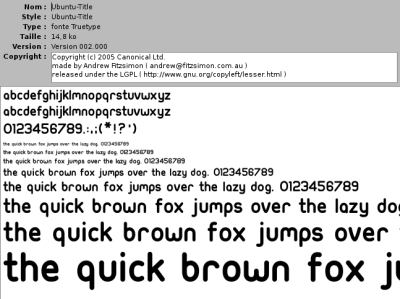 Nom : Ubuntu-Title
Style : Ubuntu-Title
Type : fonte Truetype
Taille : 14,8 ko
Version : Version 002.000
Copyright : Copyright (c) 2005 Canonical Ltd.
made by Andrew Fitzsimon ( andrew@fitzsimon.com.au )
released under the LGPL ( http://www.gnu.org/copyleft/lesser.html )
abcdefghijklmnopqrstuvwxyz
abcdefghijklmnopqrstuvwxyz
0123456789.:,;(*!?')
the quick brown fox jumps over the lazy dog. 0123456789
the quick brown fox jumps over the lazy dog. 0123456789
the quick brown fox jumps over the lazy dog. 0123456789
the quick brown fox jumps over the lazy dog. 0123456789
the quick brown fox jumps over the lazy dog. 0123456789
the quick brown fox jumps over the lazy do
the quick brown fox jumps over
the quick brown fox j